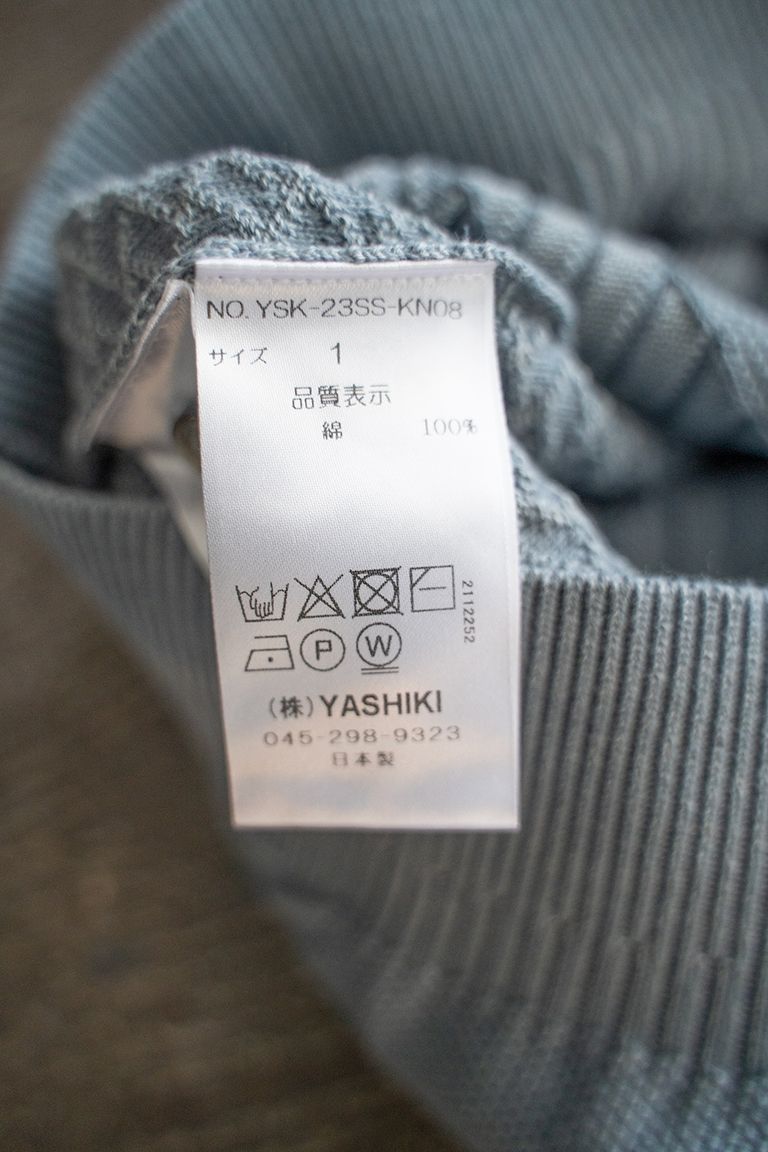 NO. YSK-23SS-KN08
サイズ 1
品質表示
綿 100%
2112252
P W
(株) YASHIKI
045-298-9323
日本製